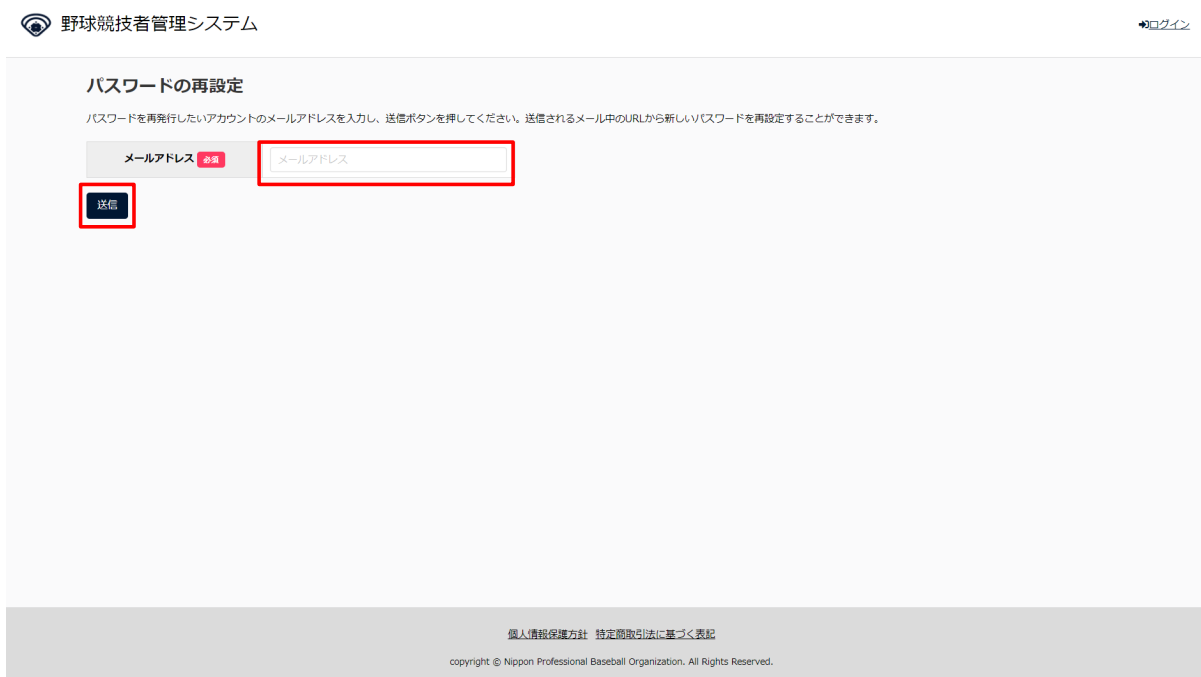 野球競技者管理システム
ログイン
パスワードの再設定
パスワードを再発行したいアカウントのメールアドレスを入力し、送信ボタンを押してください。送信されるメール中のURLから新しいパスワードを再設定することができます。
メールアドレス 必須 メールアドレス
送信
個人情報保護方針 特定商取引法に基づく表記
copyright © Nippon Professional Baseball Organization. All Rights Reserved.